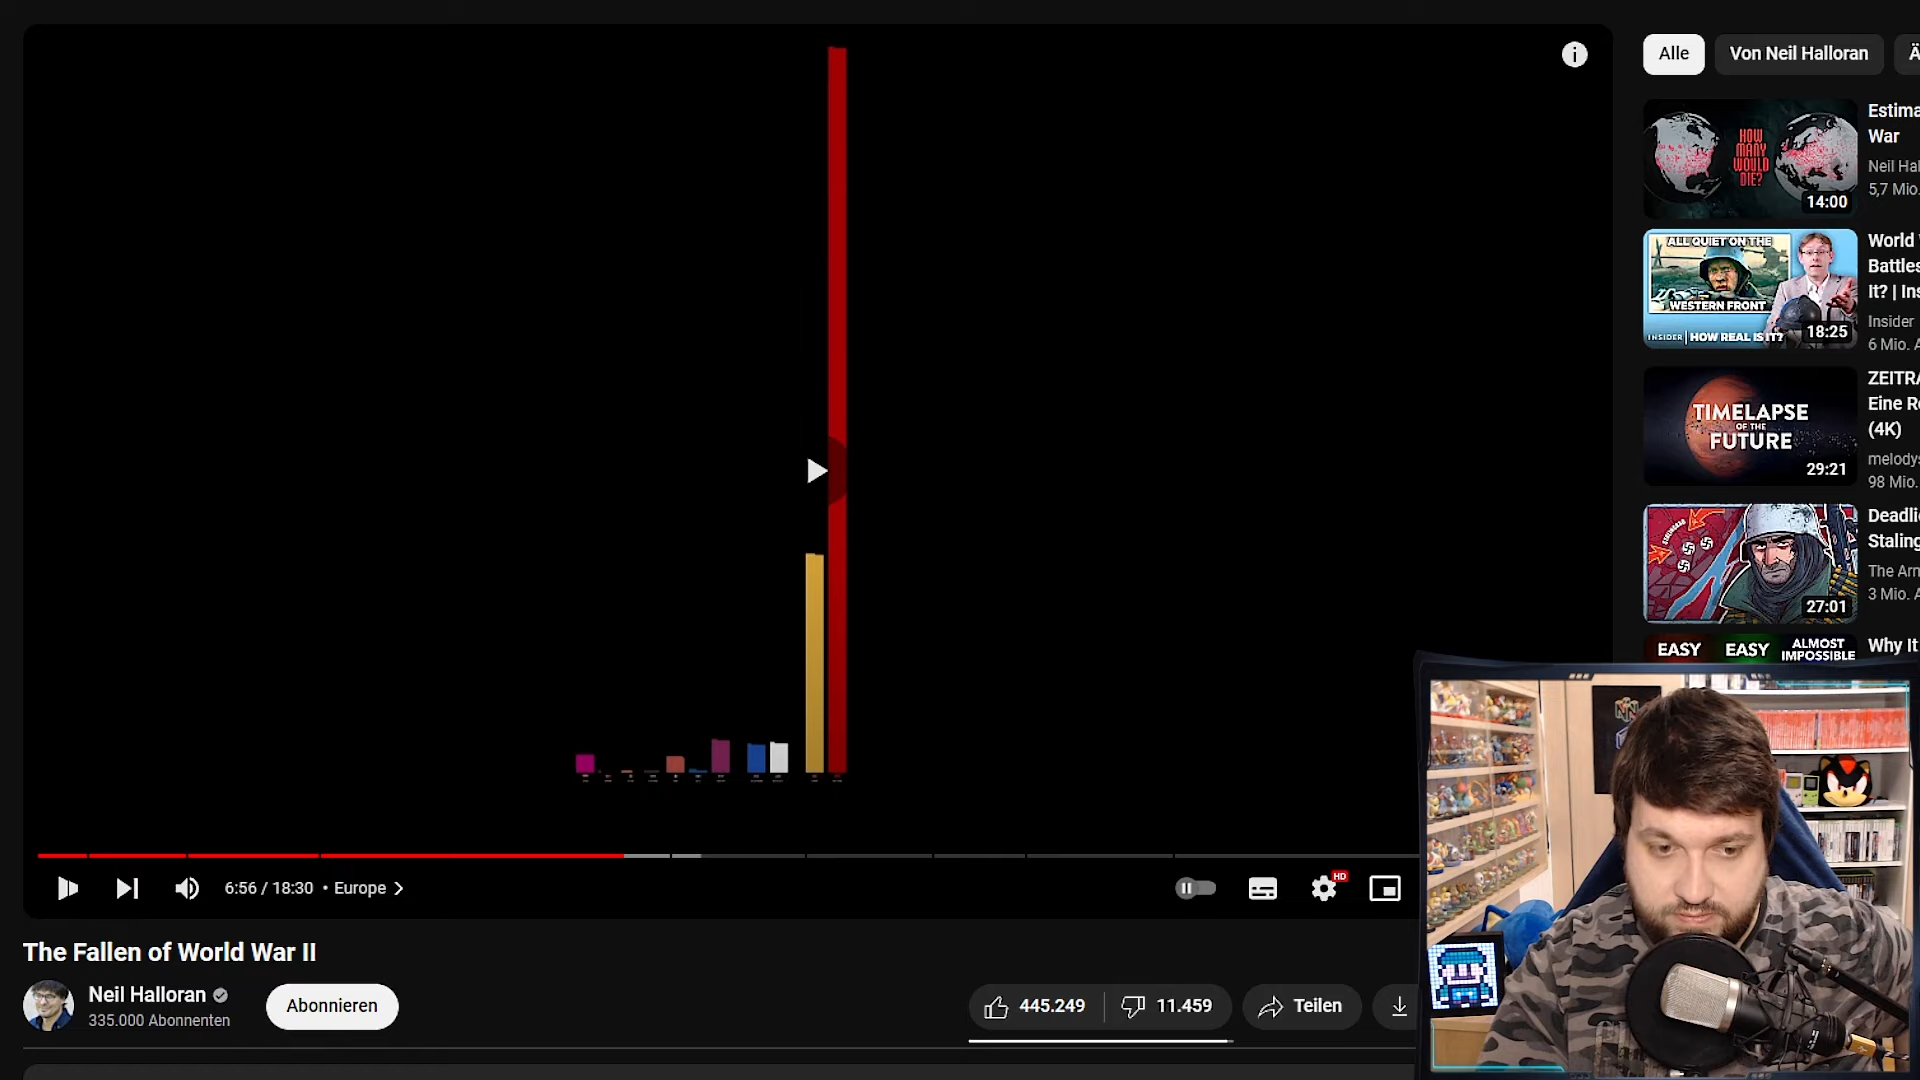 Alle
Von Neil Halloran
Ä
HOW
MANY
WOULD
DIE?
14:00
Estima
War
Neil Hal
5,7 Mio.
ALL QUIET ON THE
WESTERN FRONT
INSIDER | HOW REAL IS IT?
18:25
World
Battles
It? | Ins
Insider
6 Mio. A
TIMELAPSE
OF THE
FUTURE
29:21
ZEITRA
Eine Re
(4K)
melodys
98 Mio.
STALINGRAD
27:01
Deadlie
Staling
The Arm
3 Mio. A
EASY
EASY
ALMOST
IMPOSSIBLE
Why It
6:56 / 18:30 • Europe
HD
The Fallen of World War II
Neil Halloran
335.000 Abonnenten
Abonnieren
445.249
11.459
Teilen